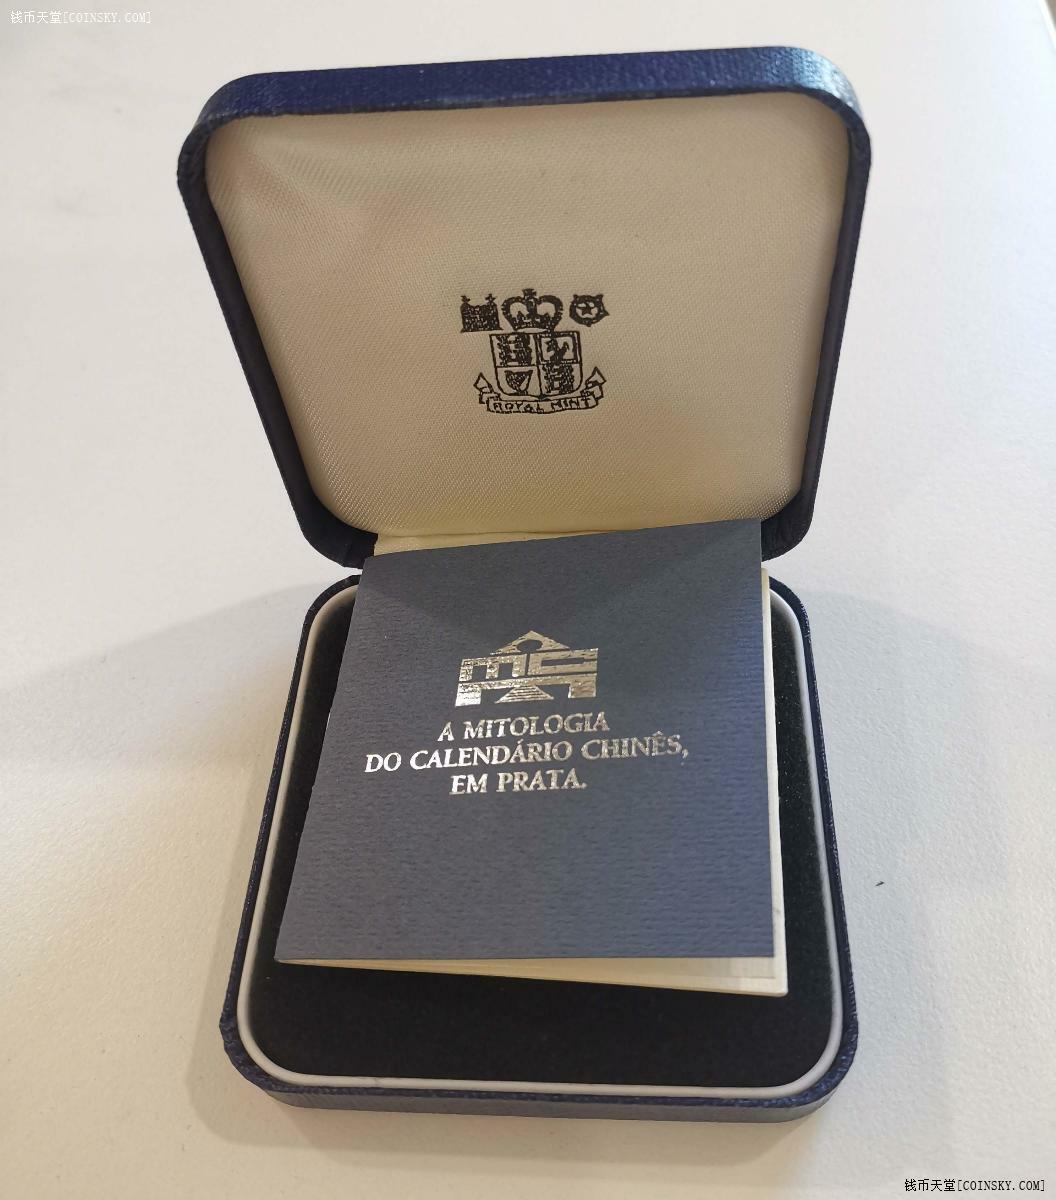 钱币天堂[COINSKY.COM]
ROYAL MINT
A MITOLOGIA
DO CALENDÁRIO CHINÊS,
EM PRATA.
钱币天堂[COINSKY.COM]